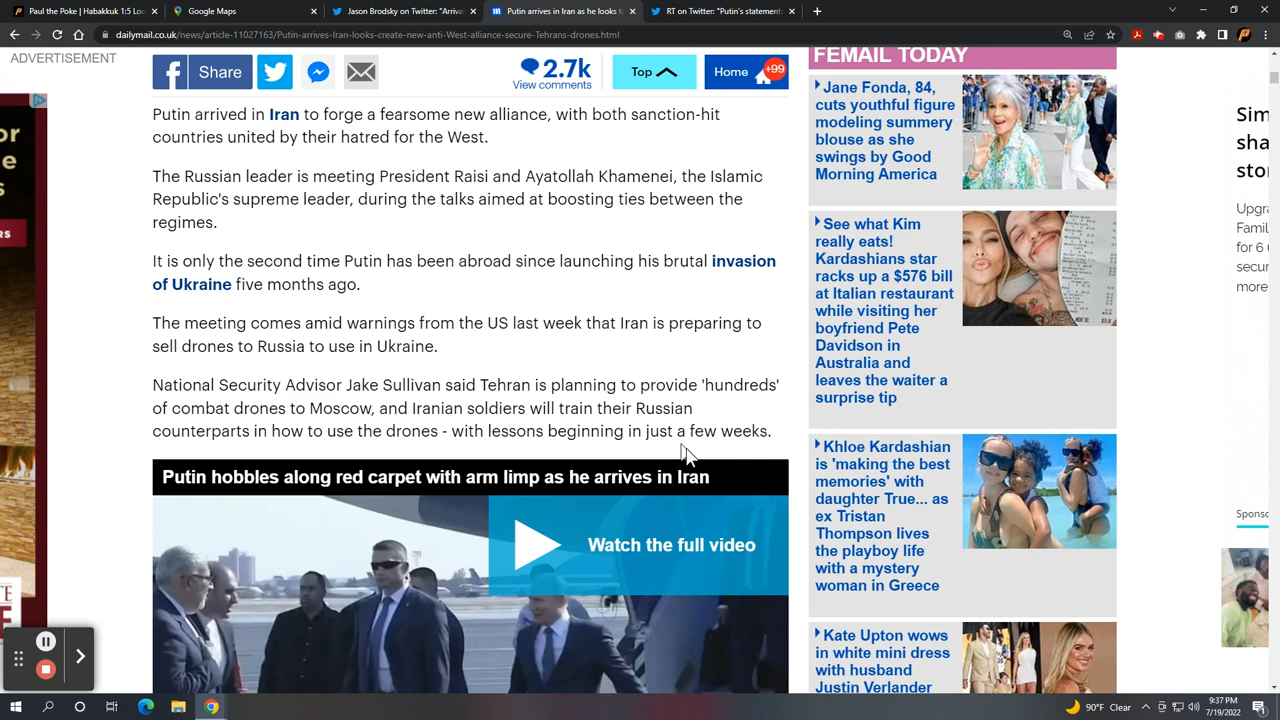 Paul the Poke | Habakkuk 1:5 Loo
Google Maps
Jason Brodsky on Twitter: "Arriva
Putin arrives in Iran as he looks to
RT on Twitter: "Putin's statement
dailymail.co.uk/news/article-11027163/Putin-arrives-Iran-looks-create-new-anti-West-alliance-secure-Tehrans-drones.html
ADVERTISEMENT
Share
2.7k
View comments
Top
Home
+99
Putin arrived in Iran to forge a fearsome new alliance, with both sanction-hit
countries united by their hatred for the West.
The Russian leader is meeting President Raisi and Ayatollah Khamenei, the Islamic
Republic's supreme leader, during the talks aimed at boosting ties between the
regimes.
It is only the second time Putin has been abroad since launching his brutal invasion
of Ukraine five months ago.
The meeting comes amid warnings from the US last week that Iran is preparing to
sell drones to Russia to use in Ukraine.
National Security Advisor Jake Sullivan said Tehran is planning to provide 'hundreds'
of combat drones to Moscow, and Iranian soldiers will train their Russian
counterparts in how to use the drones - with lessons beginning in just a few weeks.
Putin hobbles along red carpet with arm limp as he arrives in Iran
Watch the full video
FEMAIL TODAY
Jane Fonda, 84,
cuts youthful figure
modeling summery
blouse as she
swings by Good
Morning America
See what Kim
really eats!
Kardashians star
racks up a $576 bill
at Italian restaurant
while visiting her
boyfriend Pete
Davidson in
Australia and
leaves the waiter a
surprise tip
Khloe Kardashian
is 'making the best
memories' with
daughter True... as
ex Tristan
Thompson lives
the playboy life
with a mystery
woman in Greece
Kate Upton wows
in white mini dress
with husband
Justin Verlander
Sim
sha
sto
Upgra
Famil
for 6
secur
more
Sponso
90°F Clear
9:37 PM
7/19/2022